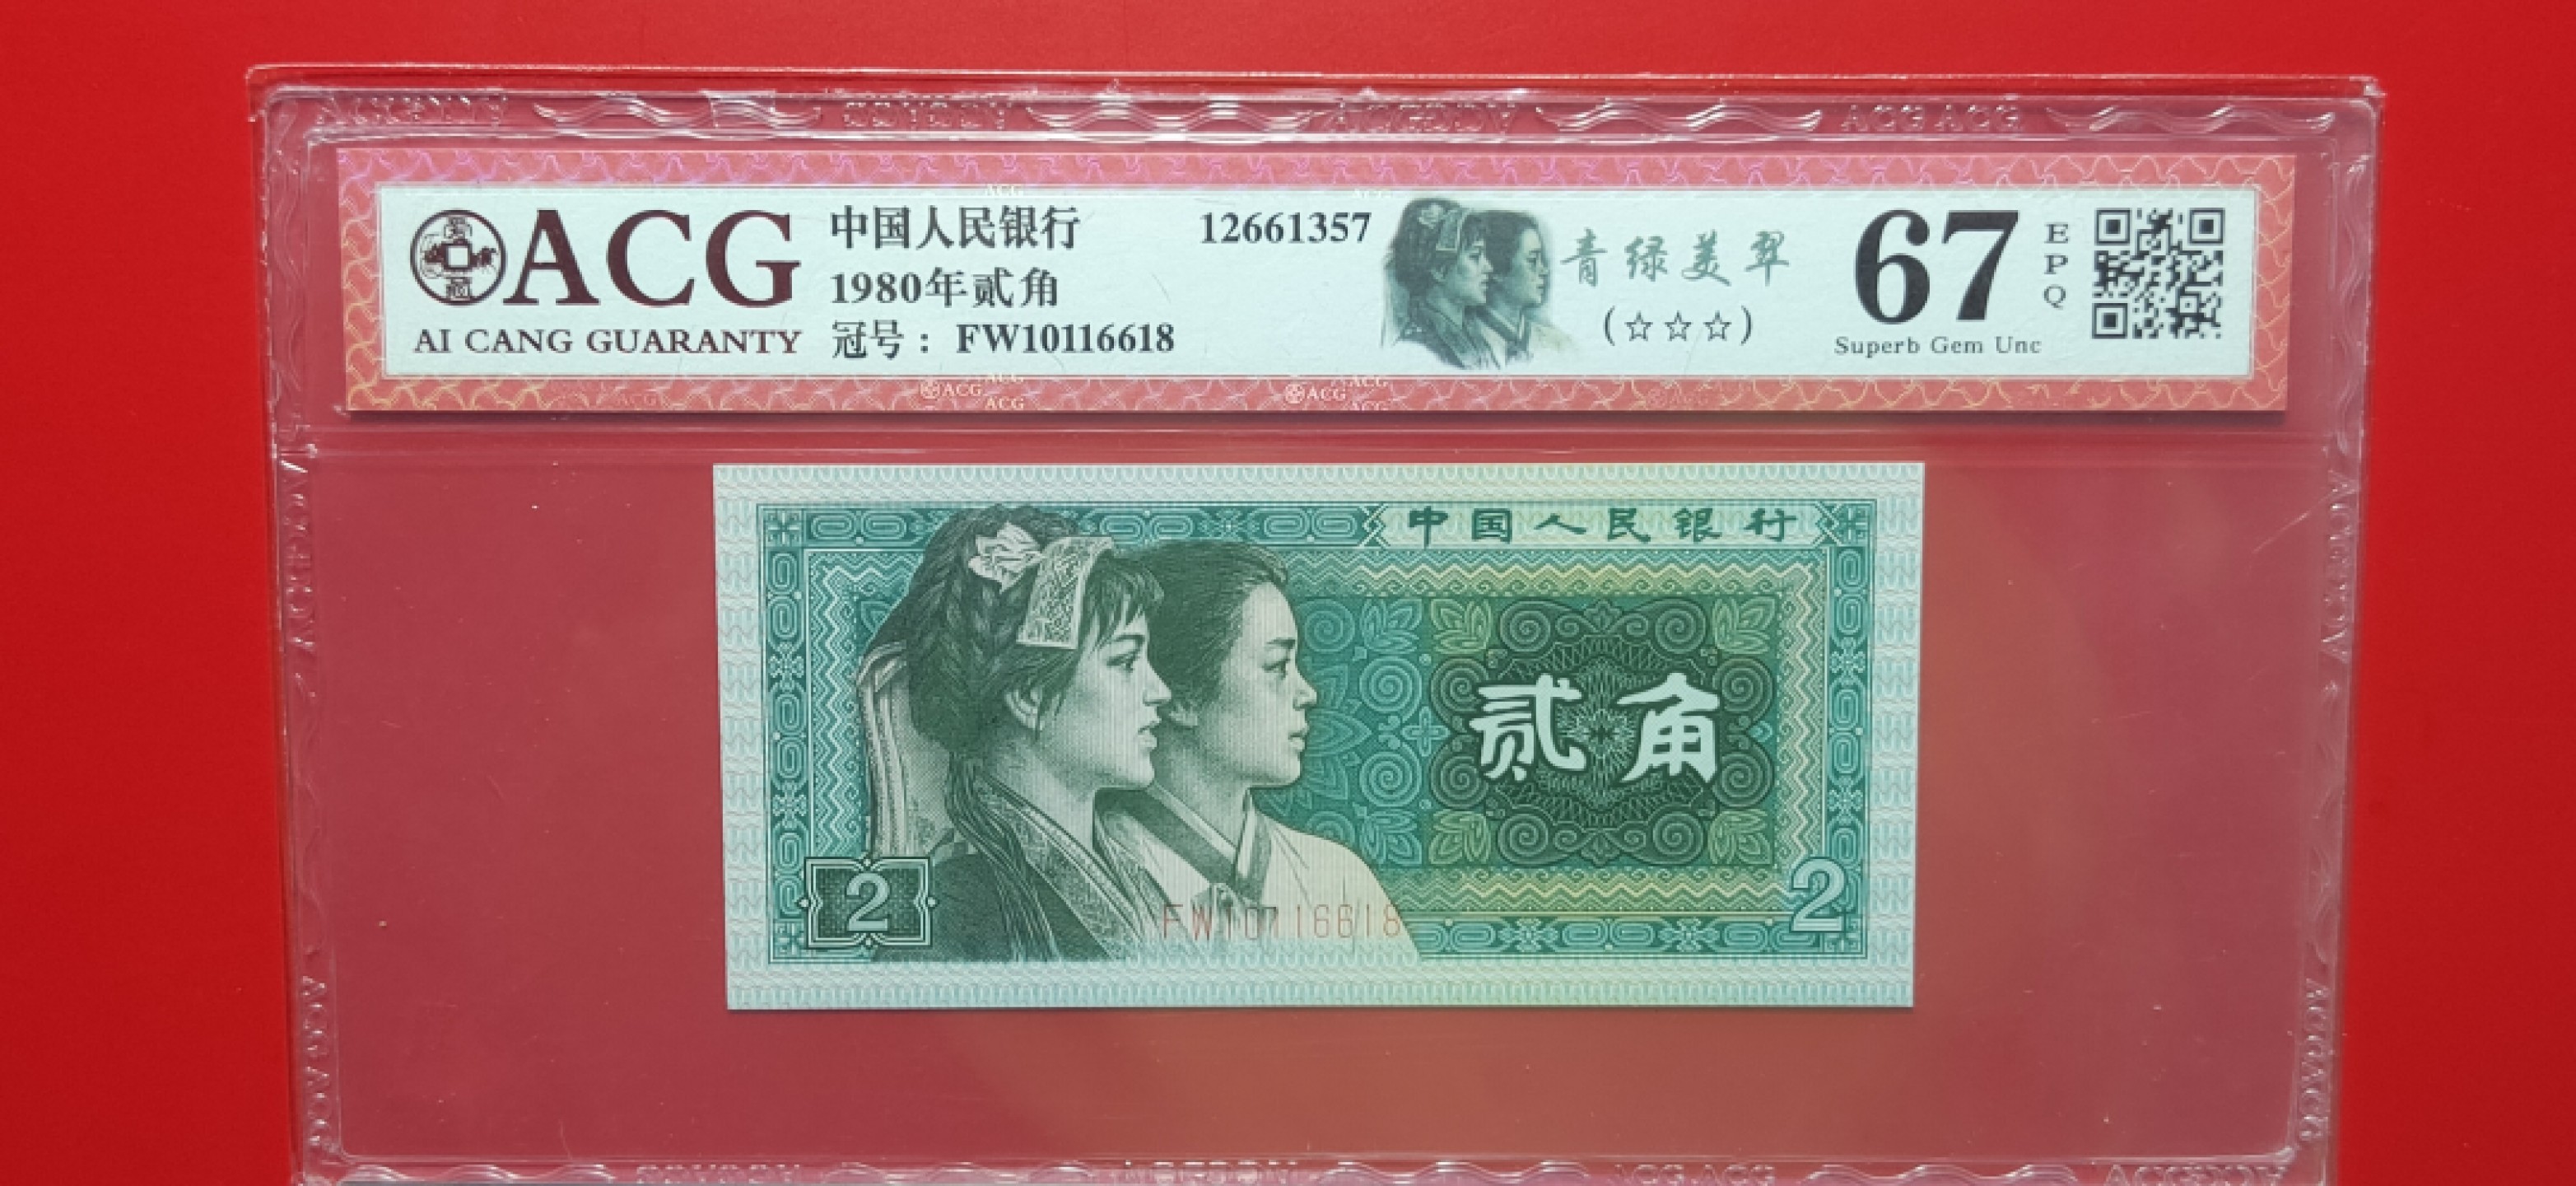 ACG
AI CANG GUARANTY
中国人民银行
1980年贰角
冠号：FW10116618
12661357
青绿美翠
(☆☆☆)
67
EPQ
Superb Gem Unc
中国人民银行
贰角
2
2
FW10116618